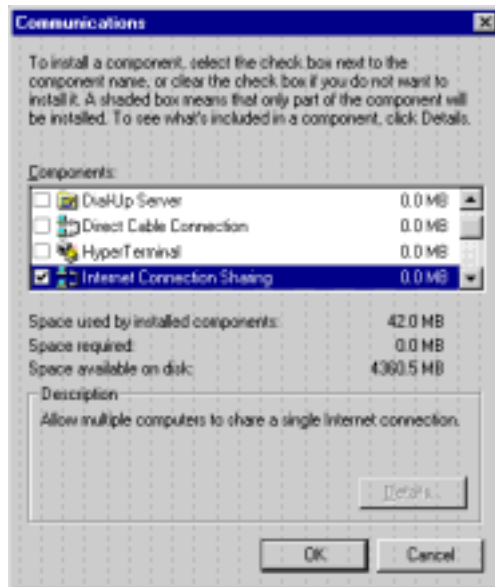 Communications
To install a component, select the check box next to the
component name, or clear the check box if you do not want to
install it. A shaded box means that only part of the component will
be installed. To see what's included in a component, click Details.
Components:
Dial-Up Server 0.0 MB
Direct Cable Connection 0.0 MB
HyperTerminal 0.0 MB
Internet Connection Sharing 0.0 MB
Space used by installed components: 42.0 MB
Space required: 0.0 MB
Space available on disk: 4360.5 MB
Description
Allow multiple computers to share a single Internet connection.
Details...
OK Cancel